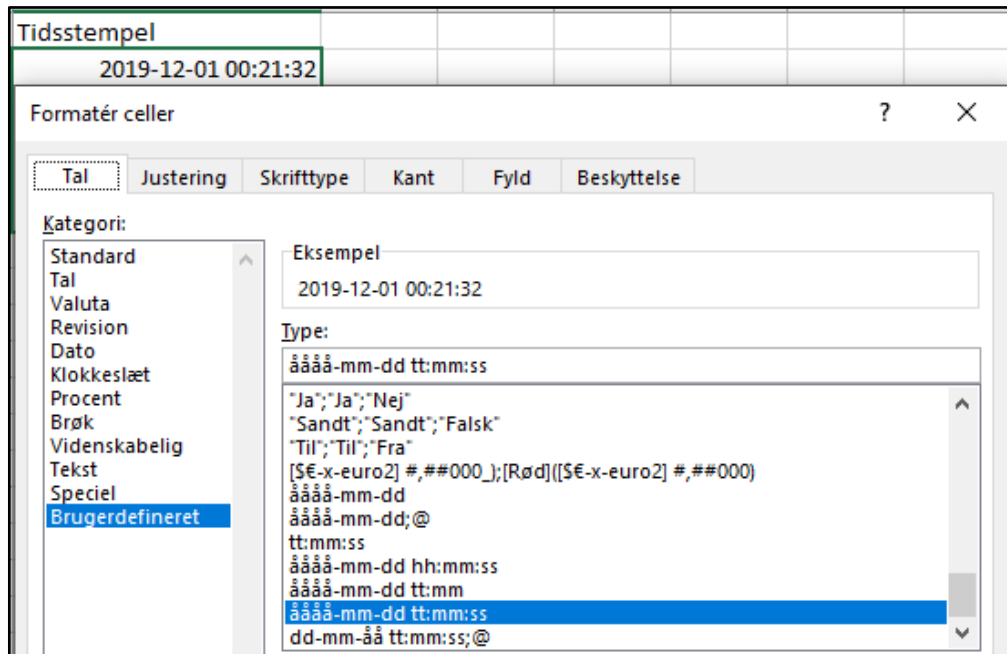 Tidsstempel
2019-12-01 00:21:32
Formatér celler ? ×
Tal Justering Skrifttype Kant Fyld Beskyttelse
Kategori:
Standard
Tal
Valuta
Revision
Dato
Klokkeslæt
Procent
Brøk
Videnskabelig
Tekst
Speciel
Brugerdefineret
Eksempel
2019-12-01 00:21:32
Type:
åååå-mm-dd tt:mm:ss
"Ja";"Ja";"Nej"
"Sandt";"Sandt";"Falsk"
"Til";"Til";"Fra"
[$€-x-euro2] #,##000_);[Rød]([$€-x-euro2] #,##000)
åååå-mm-dd
åååå-mm-dd;@
tt:mm:ss
åååå-mm-dd hh:mm:ss
åååå-mm-dd tt:mm
åååå-mm-dd tt:mm:ss
dd-mm-åå tt:mm:ss;@